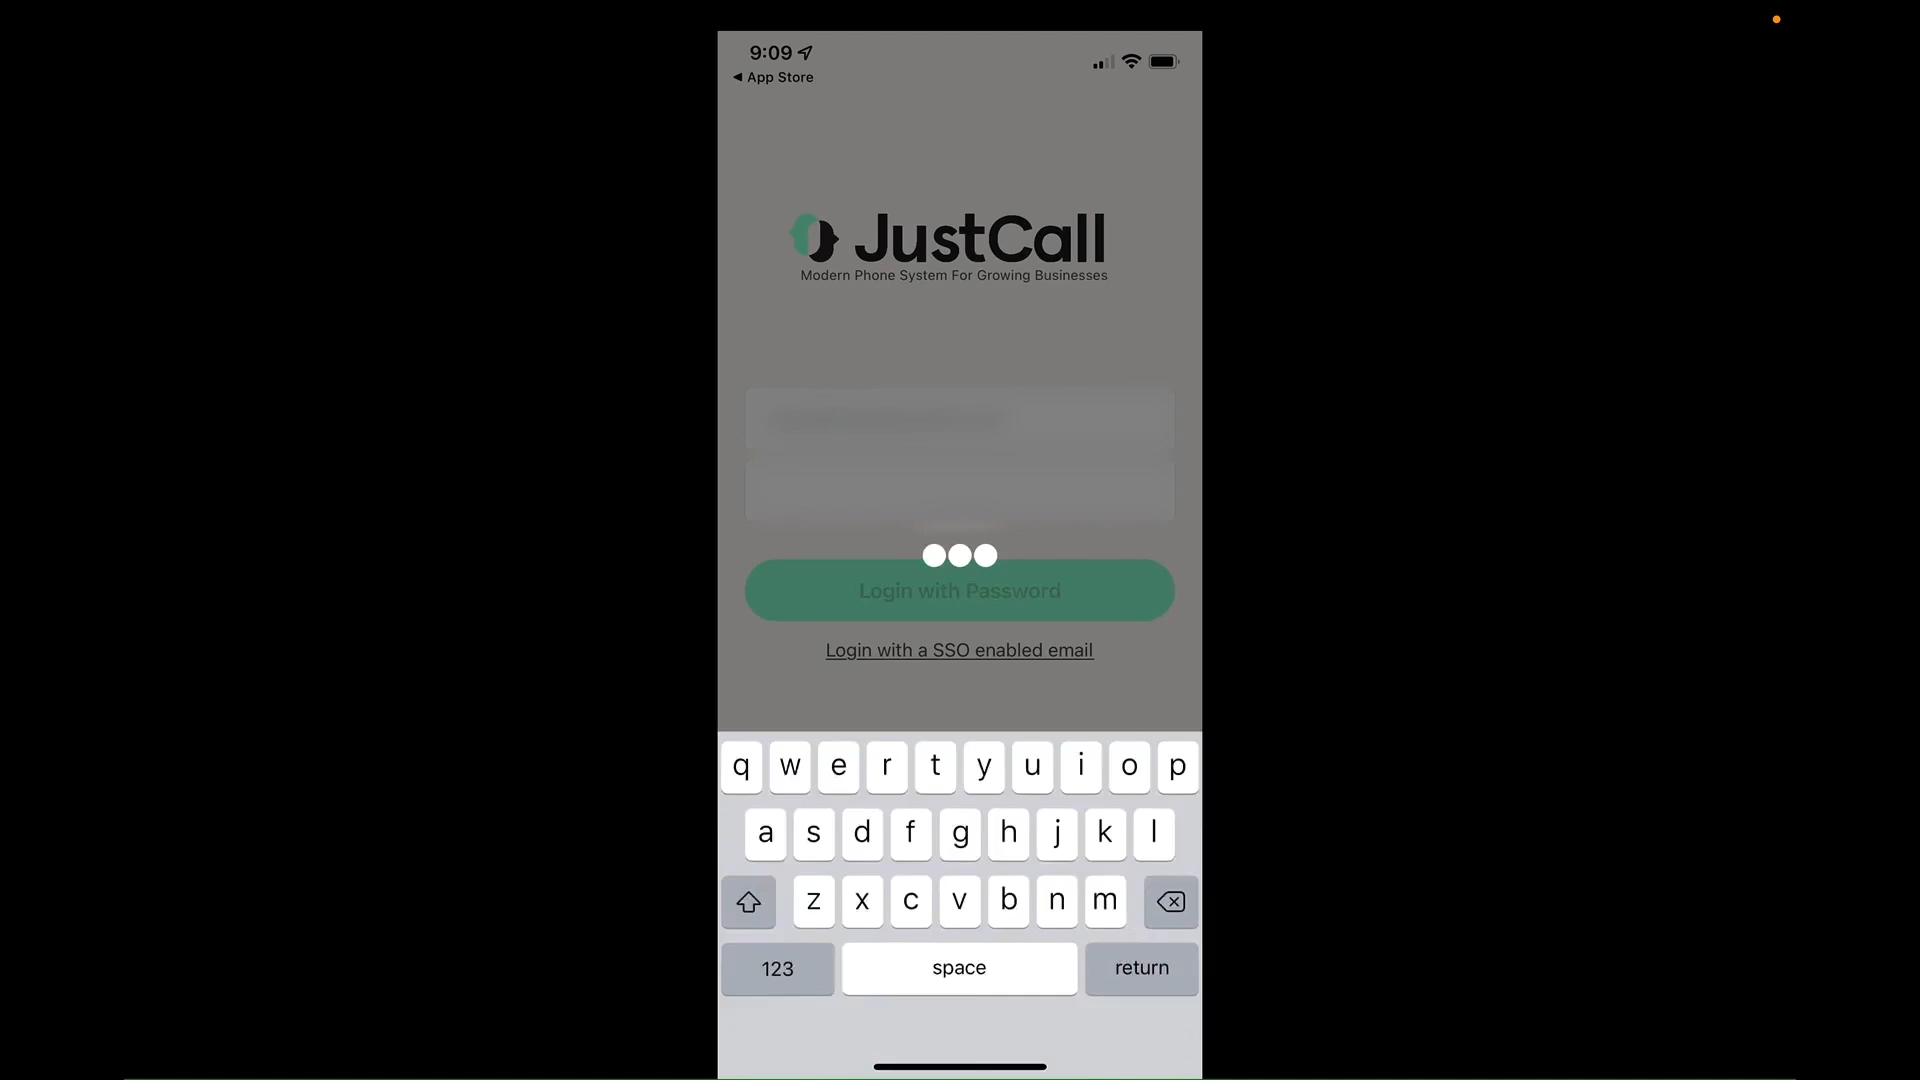 9:09
App Store
JustCall
Modern Phone System For Growing Businesses
Login with Password
Login with a SSO enabled email
q w e r t y u i o p
a s d f g h j k l
z x c v b n m
123 space return